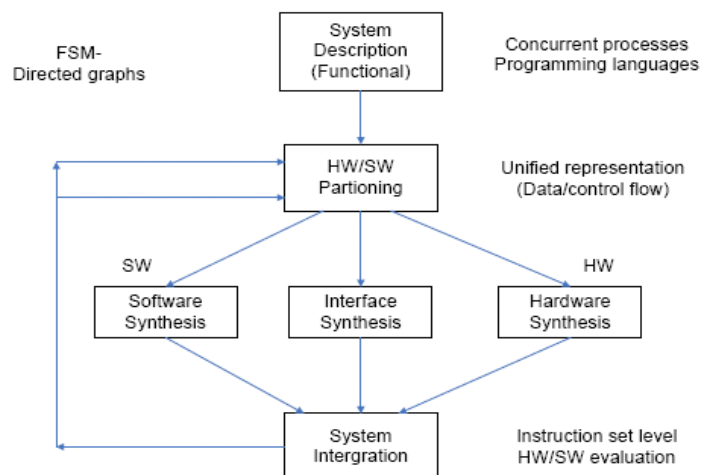 FSM-
Directed graphs
System
Description
(Functional)
Concurrent processes
Programming languages
HW/SW
Partioning
Unified representation
(Data/control flow)
SW
HW
Software
Synthesis
Interface
Synthesis
Hardware
Synthesis
System
Intergration
Instruction set level
HW/SW evaluation